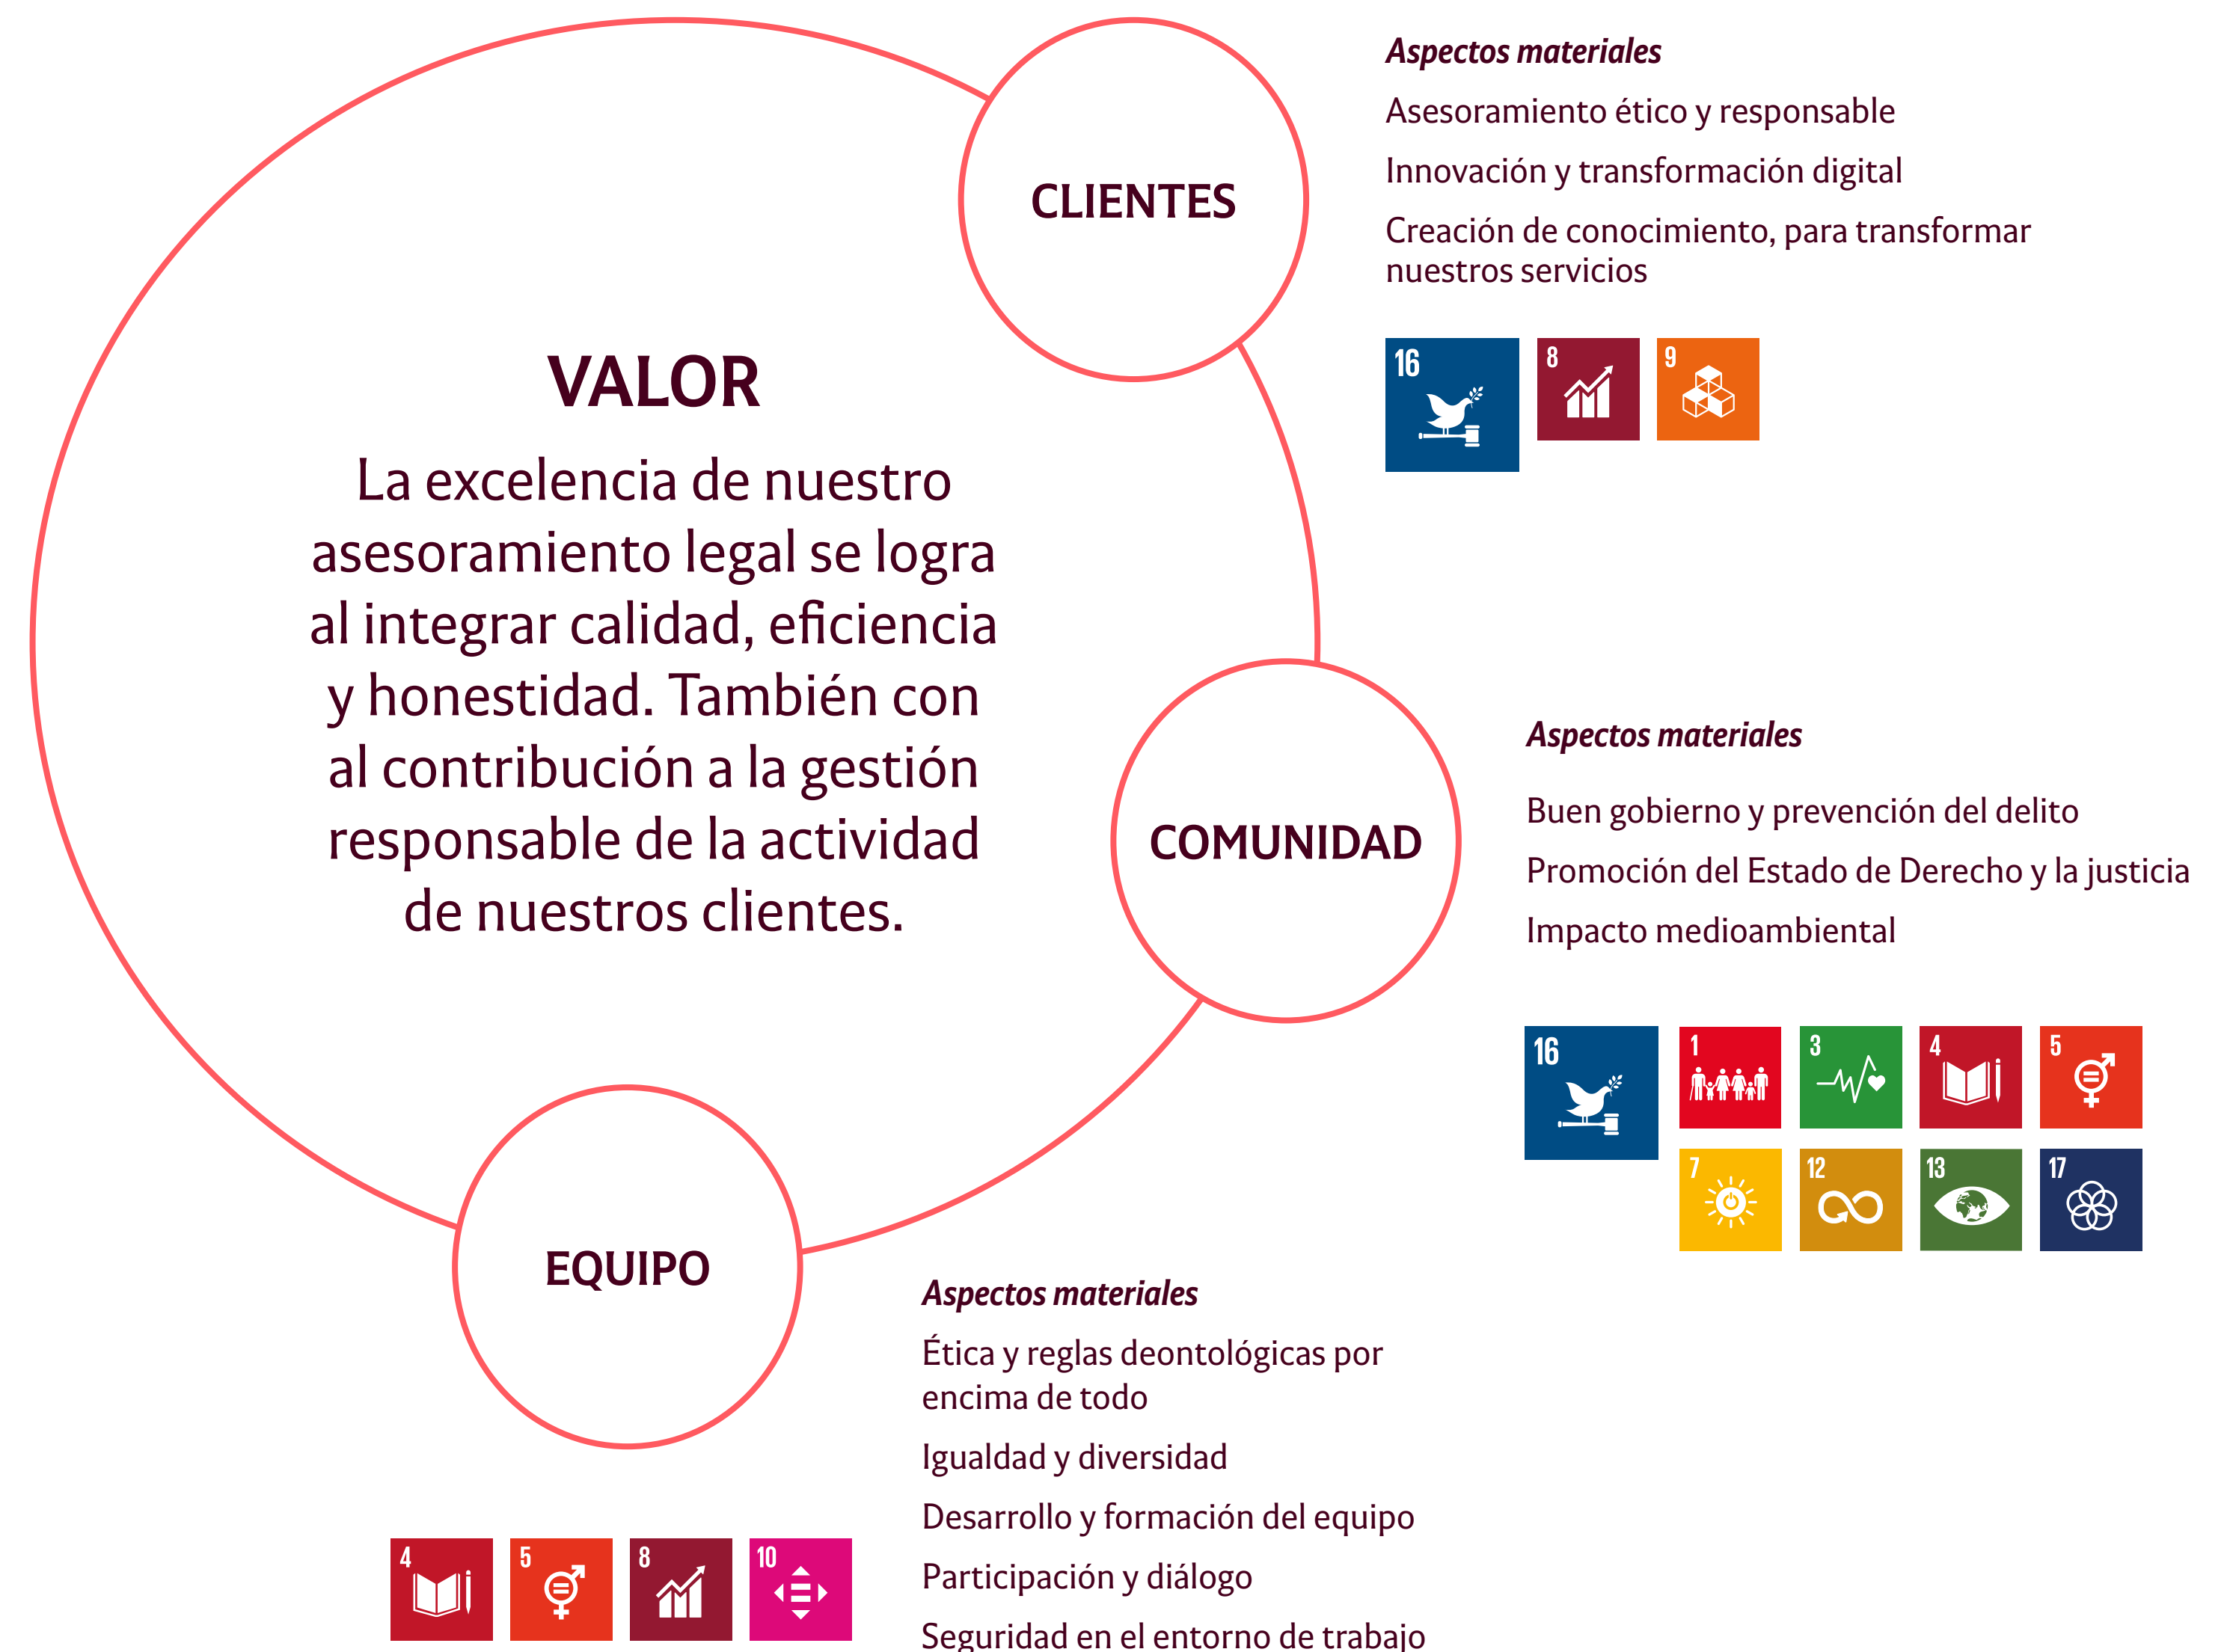 VALOR
La excelencia de nuestro
asesoramiento legal se logra
al integrar calidad, eficiencia
y honestidad. También con
al contribución a la gestión
responsable de la actividad
de nuestros clientes.
CLIENTES
Aspectos materiales
Asesoramiento ético y responsable
Innovación y transformación digital
Creación de conocimiento, para transformar
nuestros servicios
16 8 9
COMUNIDAD
Aspectos materiales
Buen gobierno y prevención del delito
Promoción del Estado de Derecho y la justicia
Impacto medioambiental
16 1 3 4 5
7 12 13 17
EQUIPO
Aspectos materiales
Ética y reglas deontológicas por
encima de todo
Igualdad y diversidad
Desarrollo y formación del equipo
Participación y diálogo
Seguridad en el entorno de trabajo
4 5 8 10